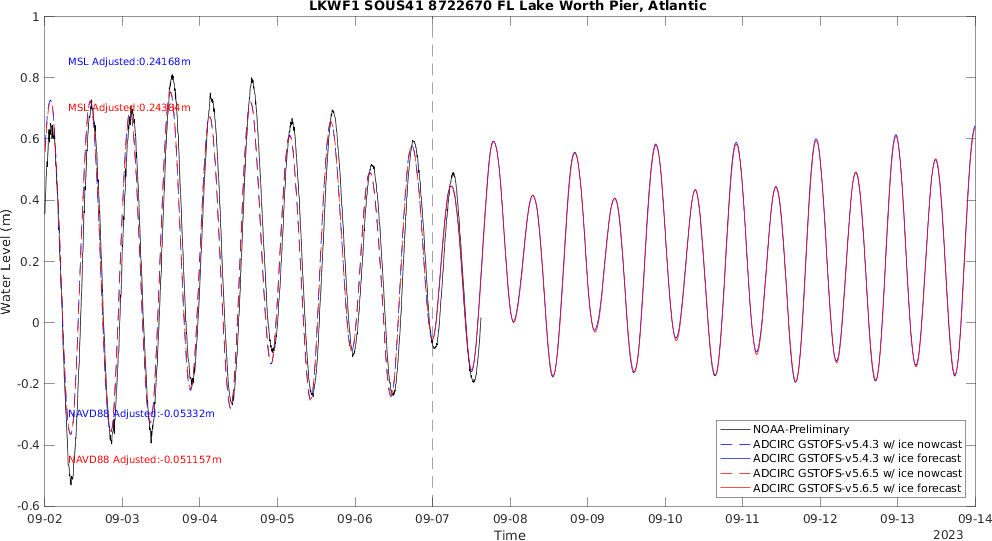 LKWF1 SOUS41 8722670 FL Lake Worth Pier, Atlantic
1
0.8
0.6
0.4
0.2
0
-0.2
-0.4
-0.6
Water Level (m)
MSL Adjusted:0.24168m
MSL Adjusted:0.24384m
NAVD88 Adjusted:-0.05332m
NAVD88 Adjusted:-0.051157m
NOAA-Preliminary
ADCIRC GSTOFS-v5.4.3 w/ ice nowcast
ADCIRC GSTOFS-v5.4.3 w/ ice forecast
ADCIRC GSTOFS-v5.6.5 w/ ice nowcast
ADCIRC GSTOFS-v5.6.5 w/ ice forecast
09-02 09-03 09-04 09-05 09-06 09-07 09-08 09-09 09-10 09-11 09-12 09-13 09-14
Time
2023